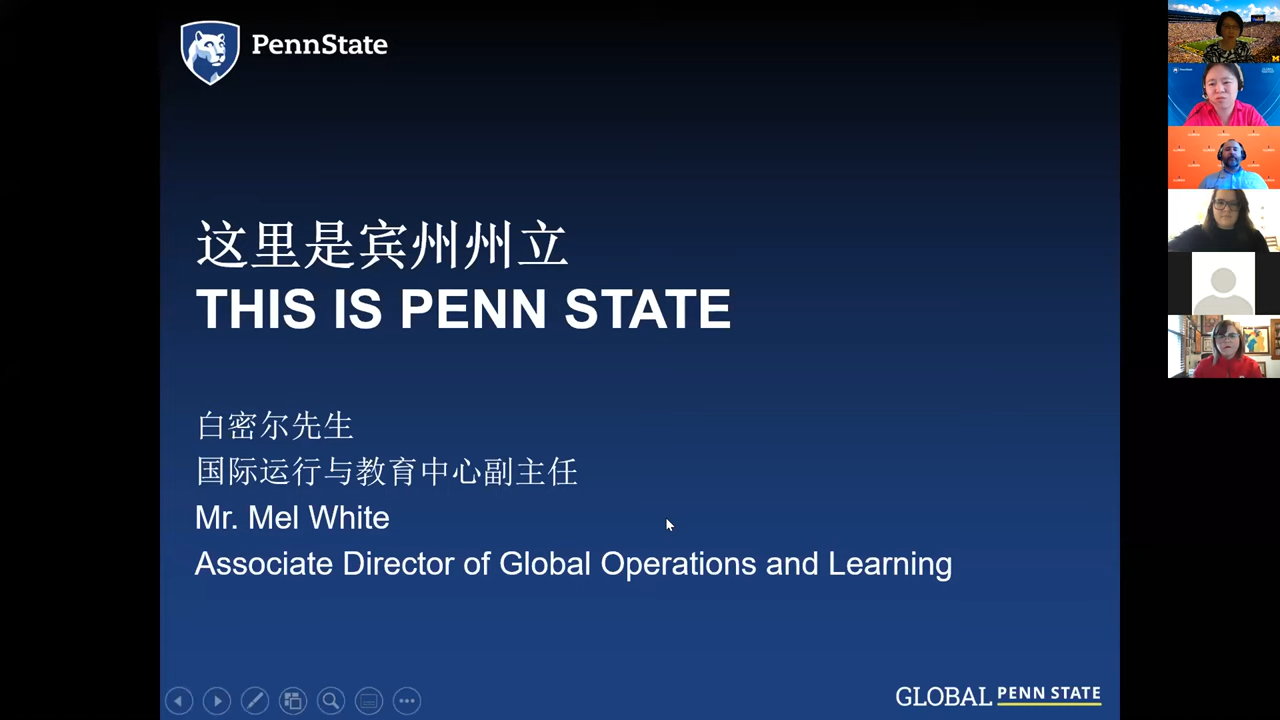 PennState
这里是宾州州立
THIS IS PENN STATE
白密尔先生
国际运行与教育中心副主任
Mr. Mel White
Associate Director of Global Operations and Learning
GLOBAL PENN STATE